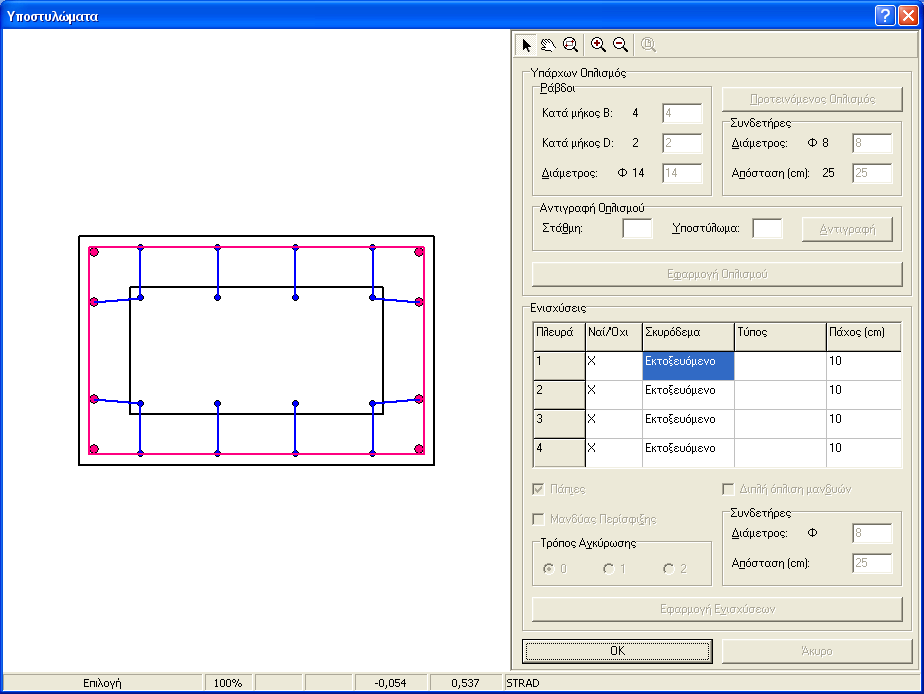 Υποστυλώματα
Υπάρχων Οπλισμός
Ράβδοι
Κατά μήκος B: 4 4
Κατά μήκος D: 2 2
Διάμετρος: Φ 14 14
Προτεινόμενος Οπλισμός
Συνδετήρες
Διάμετρος: Φ 8 8
Απόσταση (cm): 25 25
Αντιγραφή Οπλισμού
Στάθμη: Υποστύλωμα: Αντιγραφή
Εφαρμογή Οπλισμού
Ενισχύσεις
Πλευρά Ναί/Όχι Σκυρόδεμα Τύπος Πάχος (cm)
1 X Εκτοξευόμενο 10
2 X Εκτοξευόμενο 10
3 X Εκτοξευόμενο 10
4 X Εκτοξευόμενο 10
Πάπιες
Διπλή όπλιση μανδυών
Μανδύας Περίσφιξης
Τρόπος Αγκύρωσης
0 1 2
Συνδετήρες
Διάμετρος: Φ 8
Απόσταση (cm): 25
Εφαρμογή Ενισχύσεων
OK Άκυρο
Επιλογή 100% -0,054 0,537 STRAD